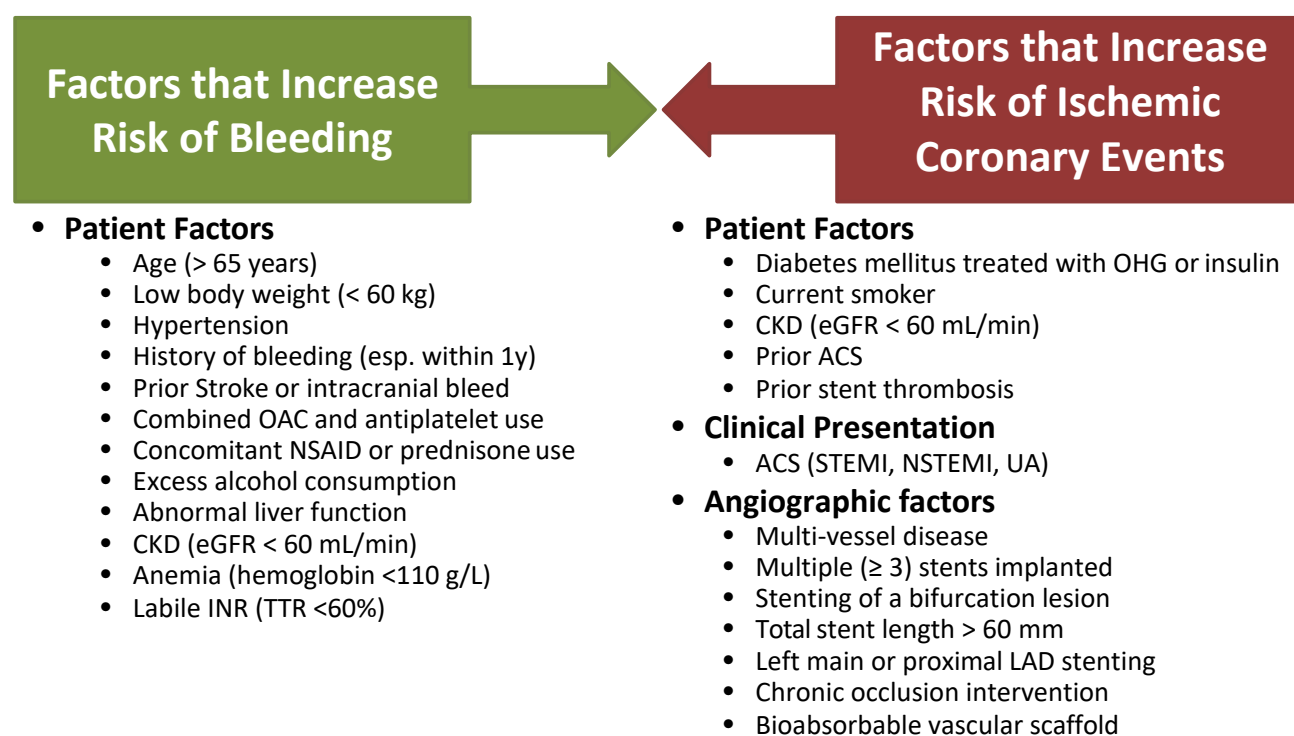 Factors that Increase
Risk of Bleeding
Factors that Increase
Risk of Ischemic
Coronary Events
• Patient Factors
• Age (> 65 years)
• Low body weight (< 60 kg)
• Hypertension
• History of bleeding (esp. within 1y)
• Prior Stroke or intracranial bleed
• Combined OAC and antiplatelet use
• Concomitant NSAID or prednisone use
• Excess alcohol consumption
• Abnormal liver function
• CKD (eGFR < 60 mL/min)
• Anemia (hemoglobin <110 g/L)
• Labile INR (TTR <60%)
• Patient Factors
• Diabetes mellitus treated with OHG or insulin
• Current smoker
• CKD (eGFR < 60 mL/min)
• Prior ACS
• Prior stent thrombosis
• Clinical Presentation
• ACS (STEMI, NSTEMI, UA)
• Angiographic factors
• Multi-vessel disease
• Multiple (≥ 3) stents implanted
• Stenting of a bifurcation lesion
• Total stent length > 60 mm
• Left main or proximal LAD stenting
• Chronic occlusion intervention
• Bioabsorbable vascular scaffold